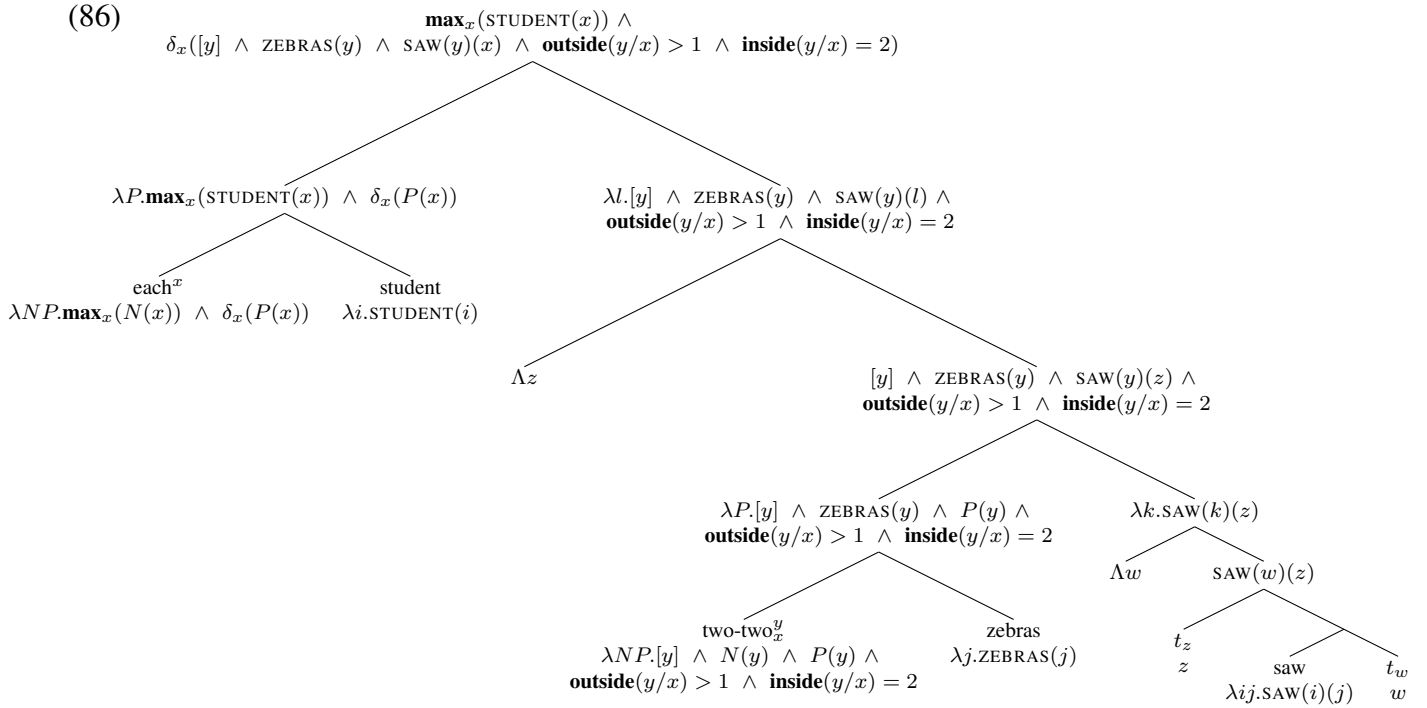 (86)
max_x(STUDENT(x)) ∧
δ_x([y] ∧ ZEBRAS(y) ∧ SAW(y)(x) ∧ outside(y/x) > 1 ∧ inside(y/x) = 2)
λP.max_x(STUDENT(x)) ∧ δ_x(P(x))
λl.[y] ∧ ZEBRAS(y) ∧ SAW(y)(l) ∧
outside(y/x) > 1 ∧ inside(y/x) = 2
each^x
λNP.max_x(N(x)) ∧ δ_x(P(x))
student
λi.STUDENT(i)
Λz
[y] ∧ ZEBRAS(y) ∧ SAW(y)(z) ∧
outside(y/x) > 1 ∧ inside(y/x) = 2
λP.[y] ∧ ZEBRAS(y) ∧ P(y) ∧
outside(y/x) > 1 ∧ inside(y/x) = 2
λk.SAW(k)(z)
Λw
SAW(w)(z)
two-two^y_x
λNP.[y] ∧ N(y) ∧ P(y) ∧
outside(y/x) > 1 ∧ inside(y/x) = 2
zebras
λj.ZEBRAS(j)
t_z
z
saw
λij.SAW(i)(j)
t_w
w